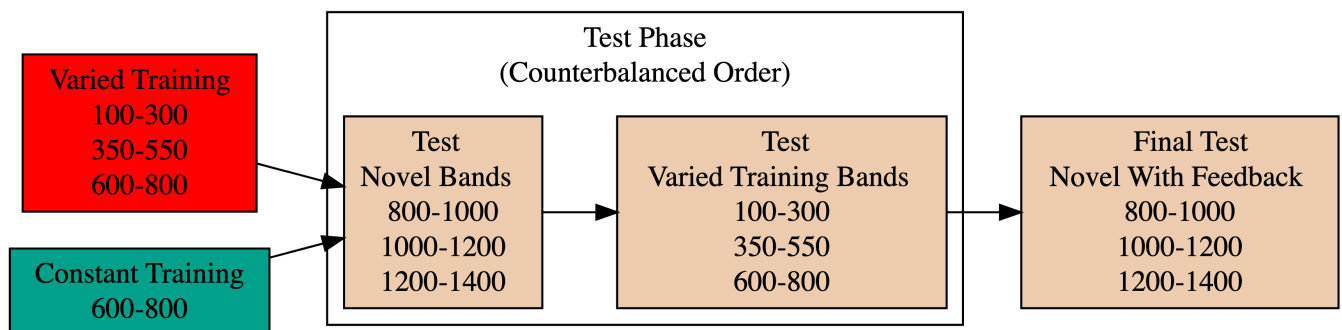 Varied Training
100-300
350-550
600-800
Constant Training
600-800
Test Phase
(Counterbalanced Order)
Test
Novel Bands
800-1000
1000-1200
1200-1400
Test
Varied Training Bands
100-300
350-550
600-800
Final Test
Novel With Feedback
800-1000
1000-1200
1200-1400